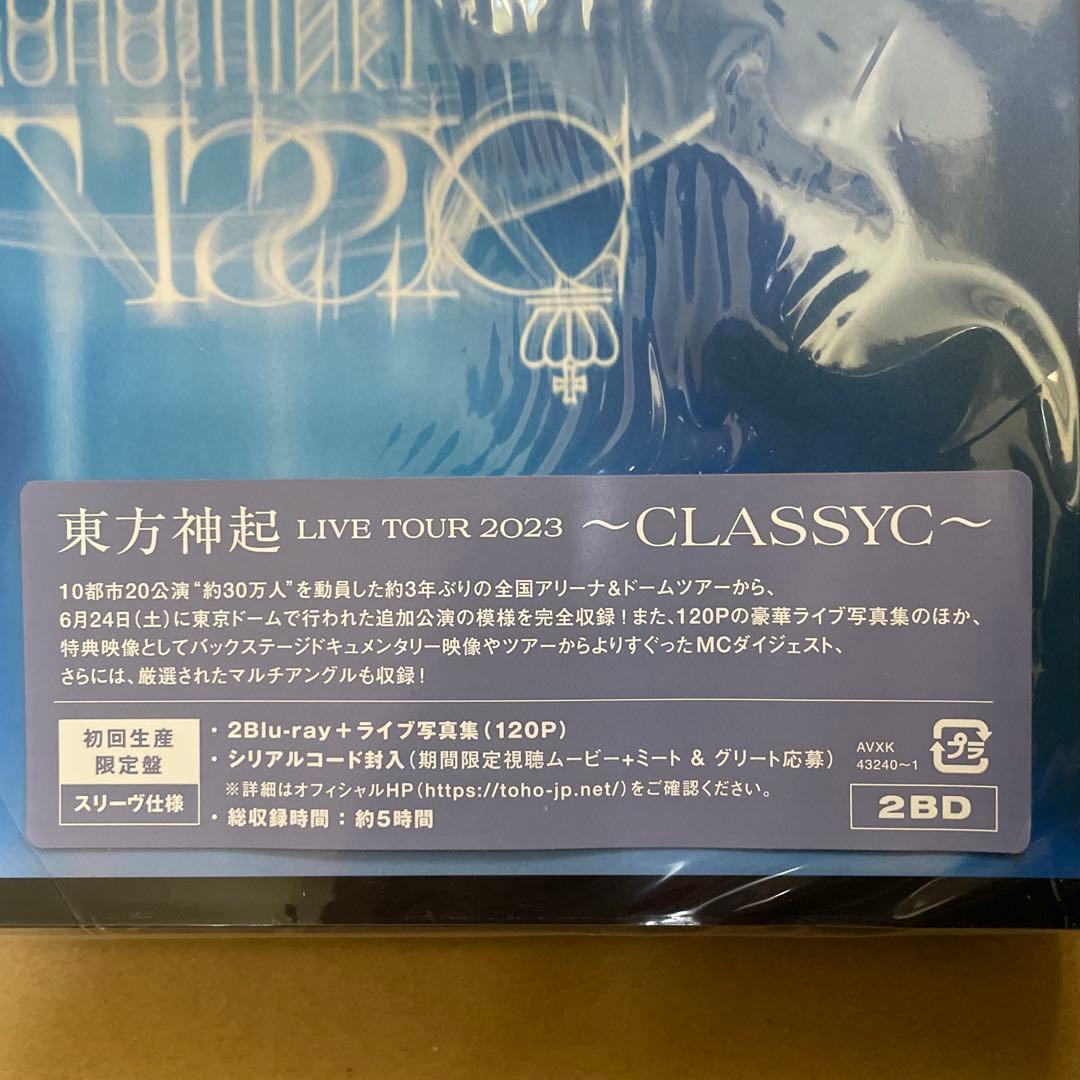 東方神起 LIVE TOUR 2023 ～CLASSYC～
10都市20公演“約30万人”を動員した約3年ぶりの全国アリーナ&ドームツアーから、
6月24日(土)に東京ドームで行われた追加公演の模様を完全収録！また、120Pの豪華ライブ写真集のほか、
特典映像としてバックステージドキュメンタリー映像やツアーからよりすぐったMCダイジェスト、
さらには、厳選されたマルチアングルも収録！
初回生産
限定盤
スリーヴ仕様
・2Blu-ray＋ライブ写真集(120P)
・シリアルコード封入(期間限定視聴ムービー+ミート & グリート応募)
※詳細はオフィシャルHP(https://toho-jp.net/)をご確認ください。
・総収録時間：約5時間
AVXK
43240～1
プラ
2BD